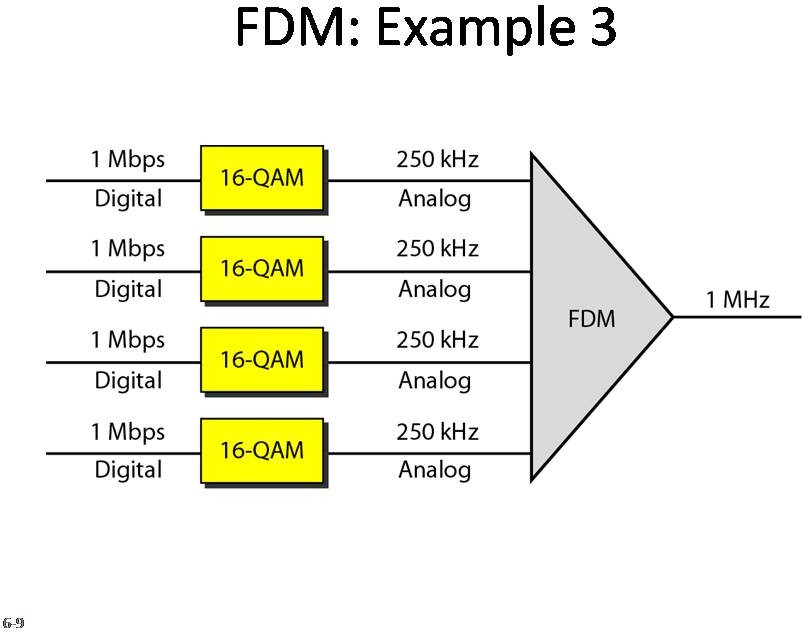 FDM: Example 3
1 Mbps
Digital
16-QAM
250 kHz
Analog
1 Mbps
Digital
16-QAM
250 kHz
Analog
1 Mbps
Digital
16-QAM
250 kHz
Analog
1 Mbps
Digital
16-QAM
250 kHz
Analog
FDM
1 MHz
6-9